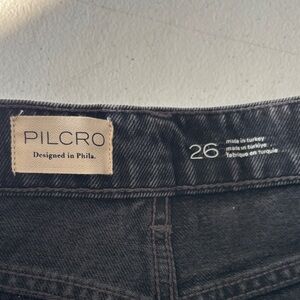 PILCRO
Designed in Phila.
26
made in turkey
made in türkiye
fabriqué en Turquie